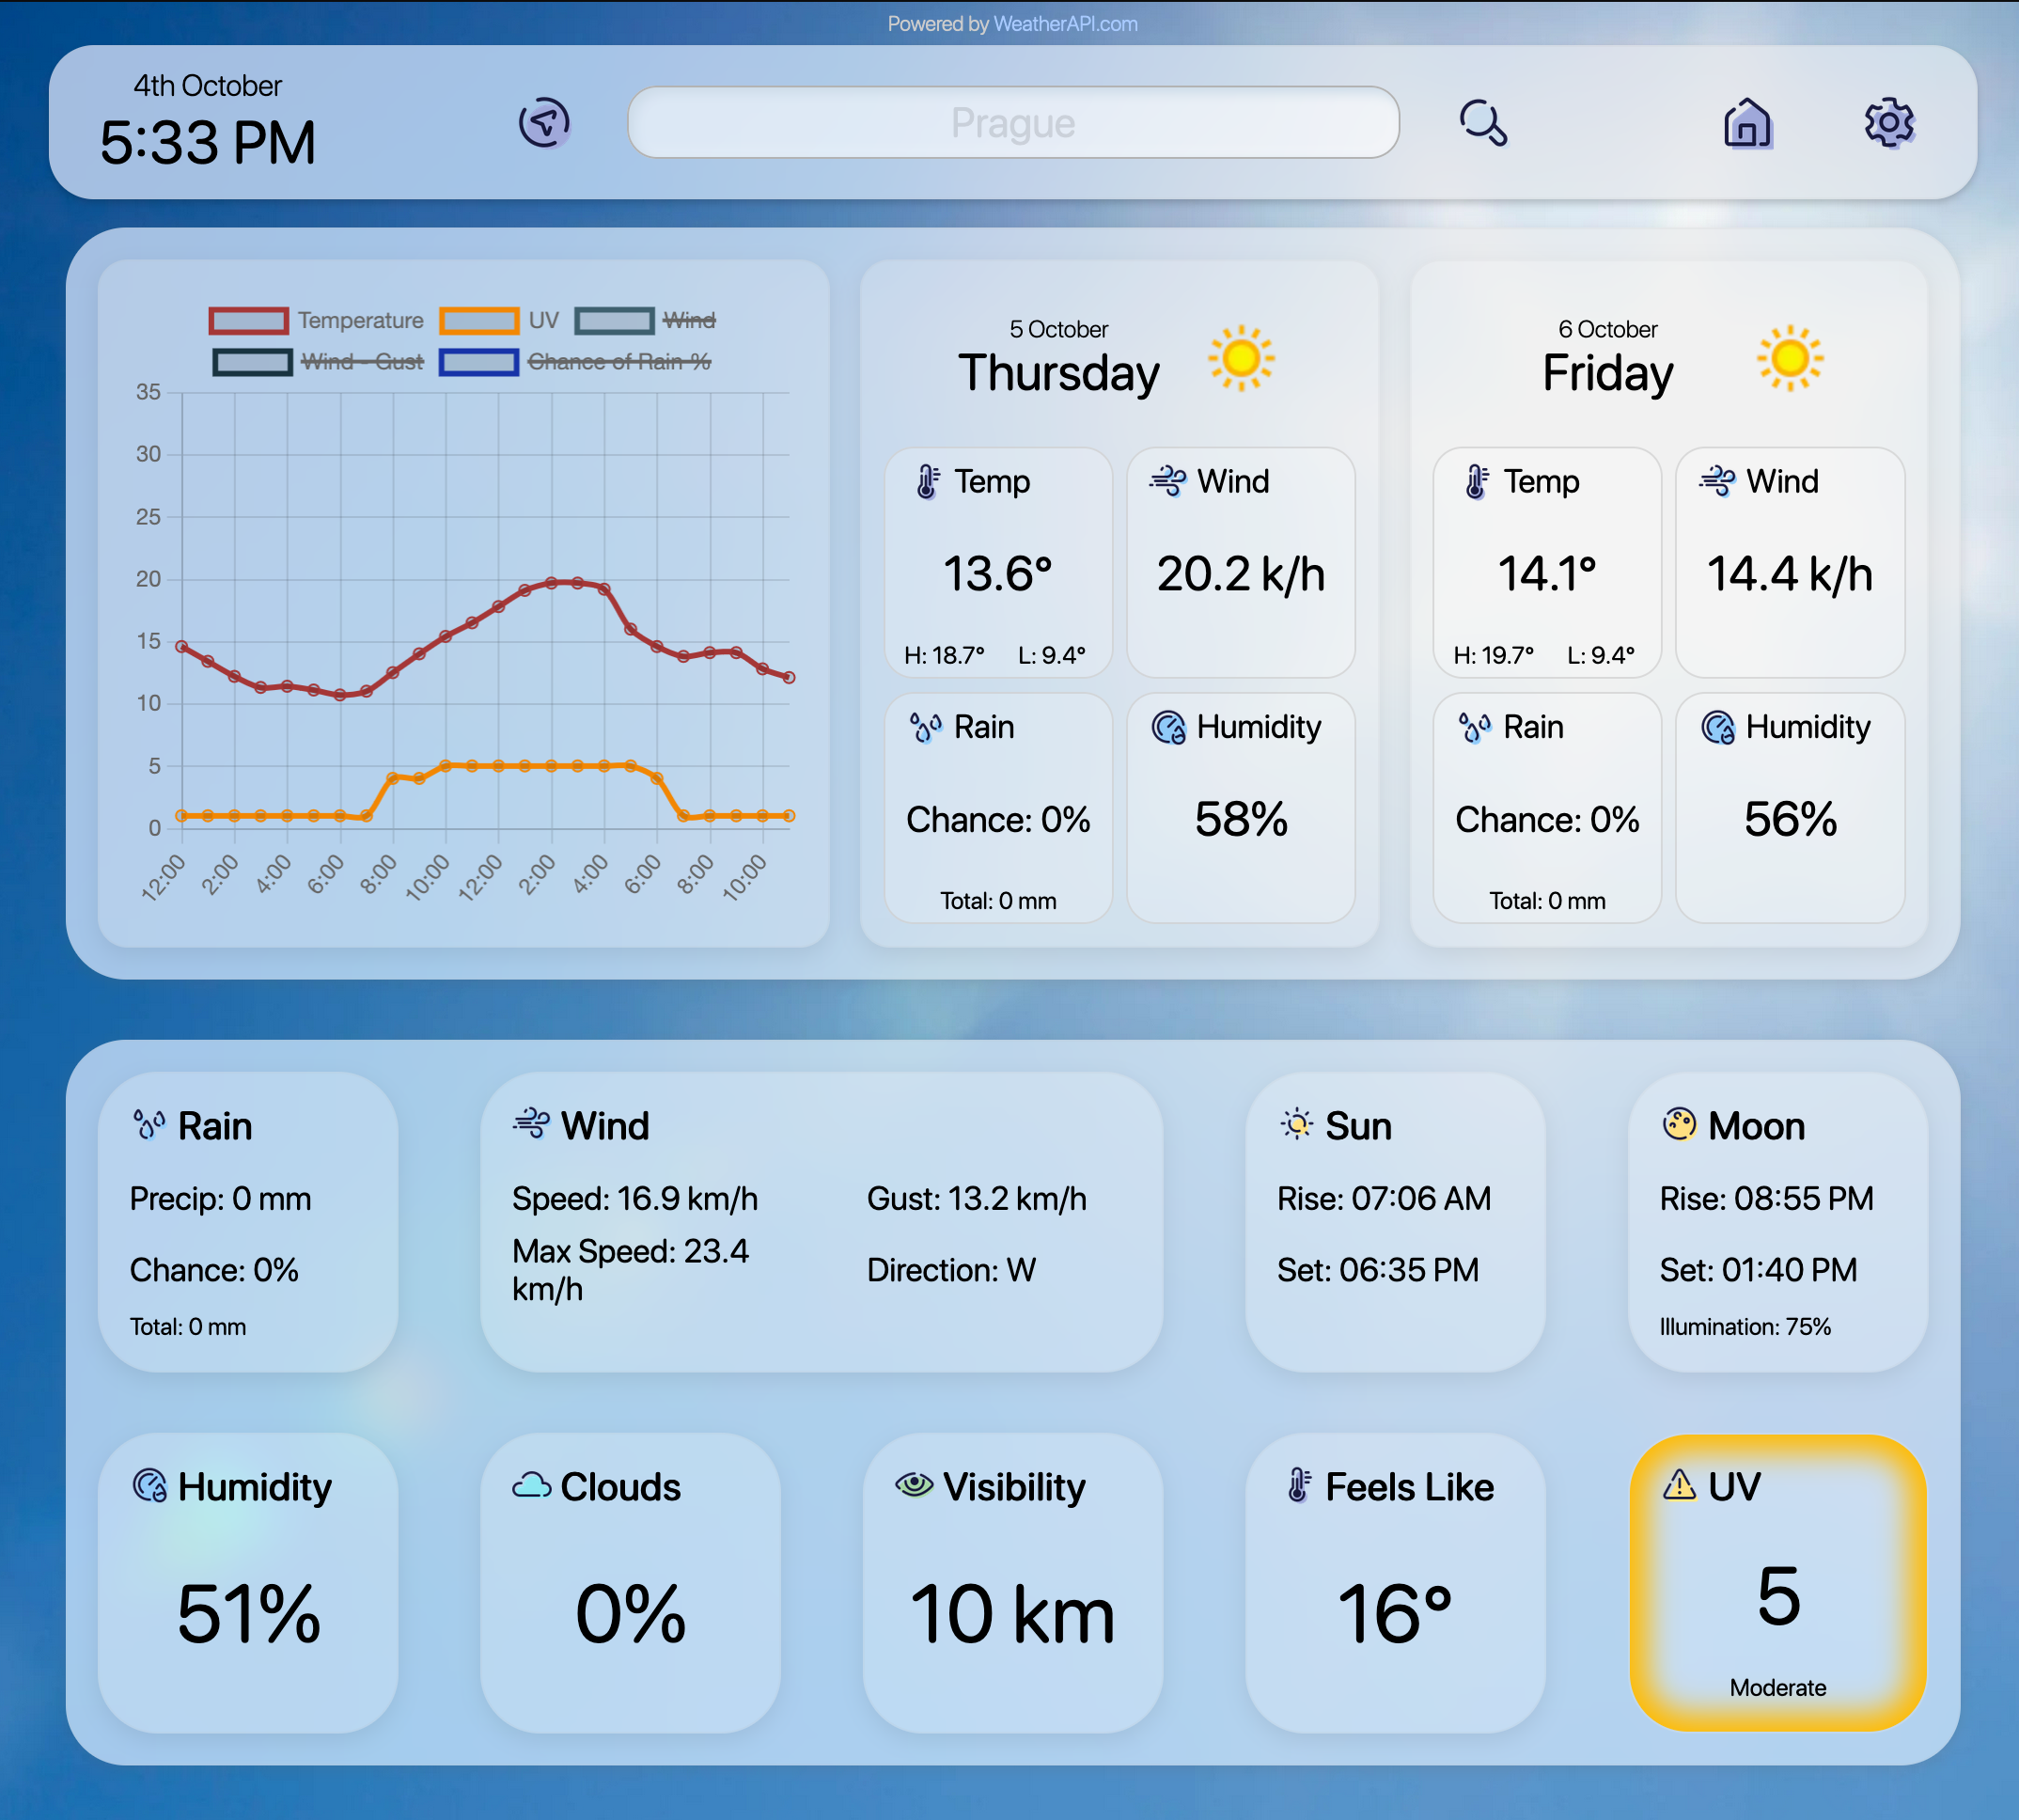 Powered by WeatherAPI.com
4th October
5:33 PM
Prague
Temperature UV Wind
Wind - Gust Chance of Rain %
35
30
25
20
15
10
5
0
12:00 2:00 4:00 6:00 8:00 10:00 12:00 2:00 4:00 6:00 8:00 10:00
5 October
Thursday
Temp
13.6°
H: 18.7° L: 9.4°
Wind
20.2 k/h
Rain
Chance: 0%
Total: 0 mm
Humidity
58%
6 October
Friday
Temp
14.1°
H: 19.7° L: 9.4°
Wind
14.4 k/h
Rain
Chance: 0%
Total: 0 mm
Humidity
56%
Rain
Precip: 0 mm
Chance: 0%
Total: 0 mm
Wind
Speed: 16.9 km/h
Max Speed: 23.4
km/h
Gust: 13.2 km/h
Direction: W
Sun
Rise: 07:06 AM
Set: 06:35 PM
Moon
Rise: 08:55 PM
Set: 01:40 PM
Illumination: 75%
Humidity
51%
Clouds
0%
Visibility
10 km
Feels Like
16°
UV
5
Moderate